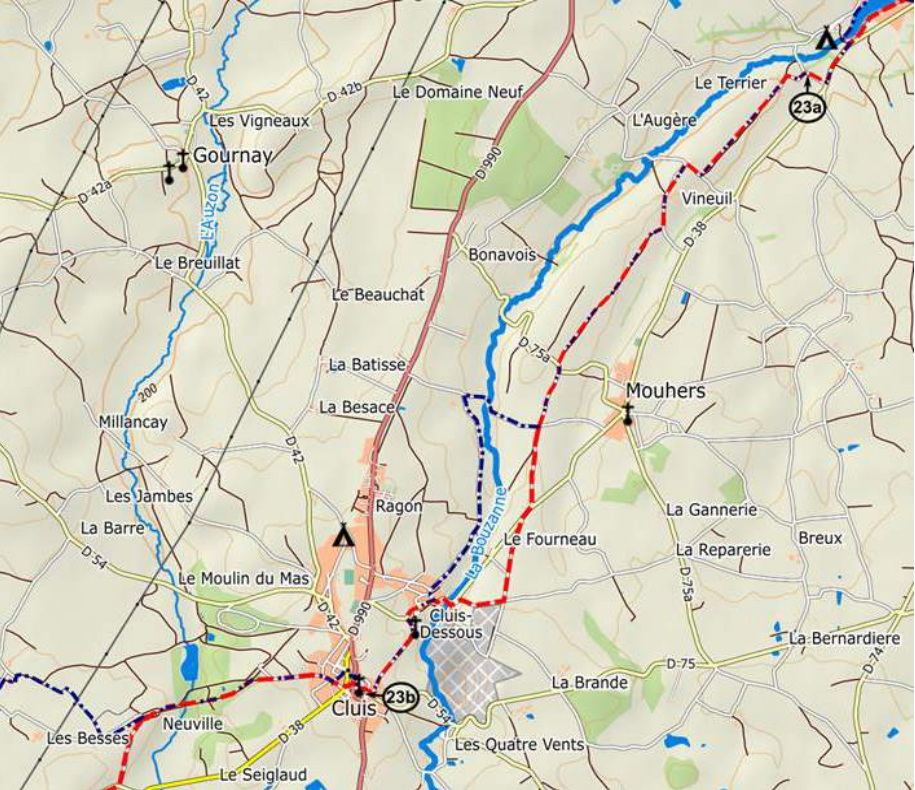 D 42
D 42b
Le Domaine Neuf
Le Terrier
23a
Les Vigneaux
L'Augère
Gournay
D 990
D 42a
L'Auzon
Vineuil
D 38
Bonavois
Le Breuillat
Le Beauchat
D 75a
La Batisse
200
Mouhers
La Besace
Millancay
D 42
Les Jambes
Ragon
La Bouzanne
La Gannerie
La Barre
Le Fourneau
Breux
La Reparerie
D 54
Le Moulin du Mas
D 75a
D 42
D 990
Cluis-
Dessous
La Bernardiere
D 75
D 74
La Brande
23b
Cluis
D 54
Neuville
D 38
Les Besses
Les Quatre Vents
Le Seiglaud